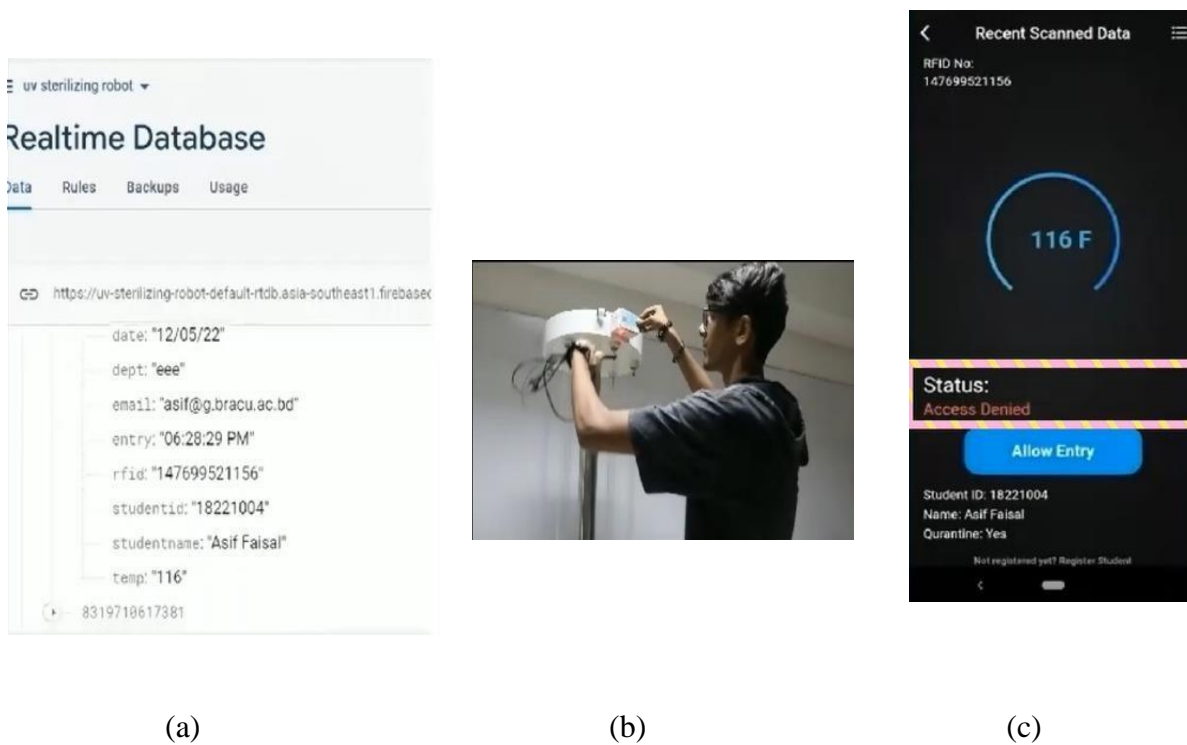 uv sterilizing robot
Realtime Database
Data Rules Backups Usage
https://uv-sterilizing-robot-default-rtdb.asia-southeast1.firebased
date: "12/05/22"
dept: "eee"
email: "asif@g.bracu.ac.bd"
entry: "06:28:29 PM"
rfid: "147699521156"
studentid: "18221004"
studentname: "Asif Faisal"
temp: "116"
8319710617381
(a)
(b)
Recent Scanned Data
RFID No:
147699521156
116 F
Status:
Access Denied
Allow Entry
Student ID: 18221004
Name: Asif Faisal
Qurantine: Yes
Not registered yet? Register Student
(c)